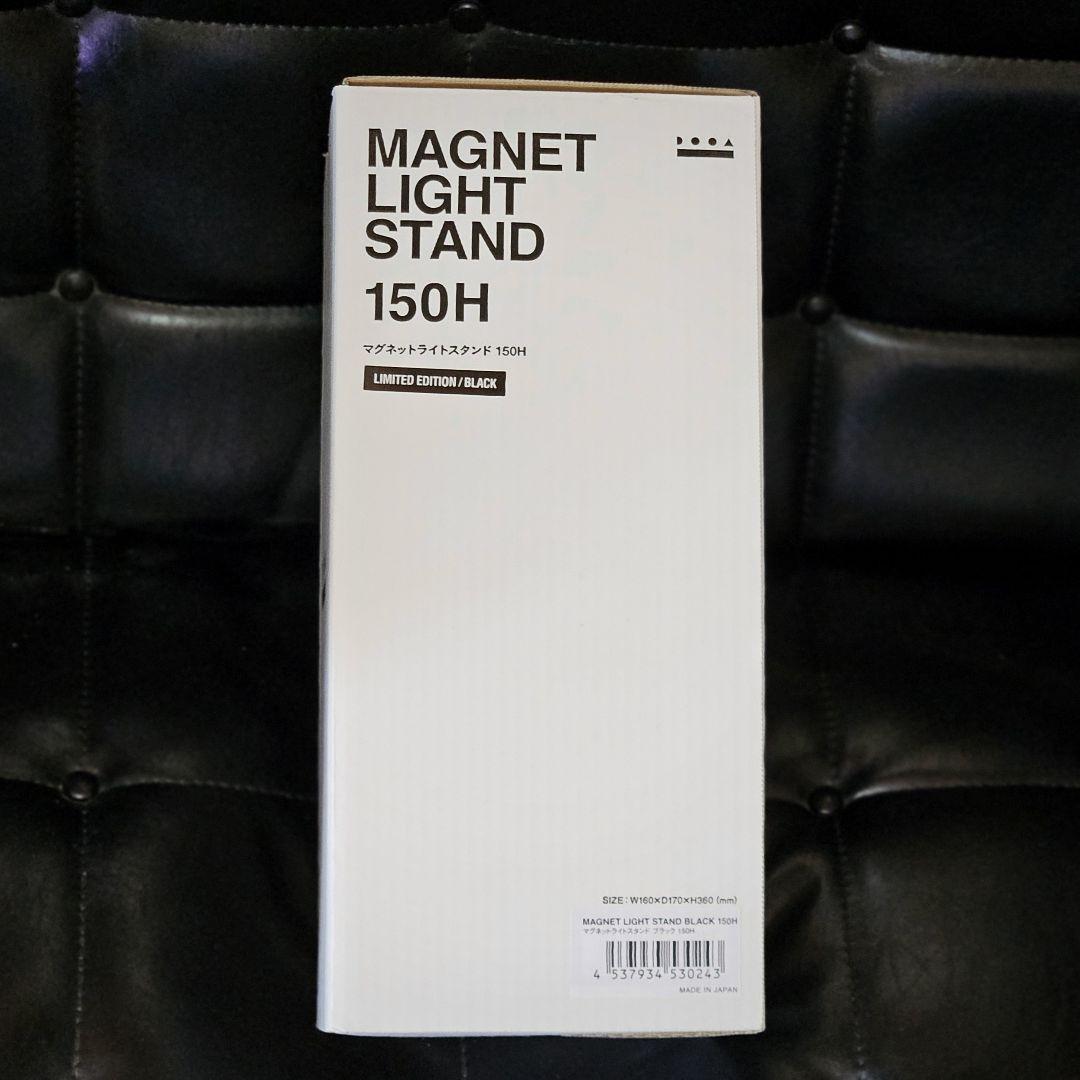 MAGNET
LIGHT
STAND
150H
マグネットライトスタンド 150H
LIMITED EDITION / BLACK
DOOA
SIZE : W160×D170×H360 (mm)
MAGNET LIGHT STAND BLACK 150H
マグネットライトスタンド ブラック 150H
4 537934 530243
MADE IN JAPAN